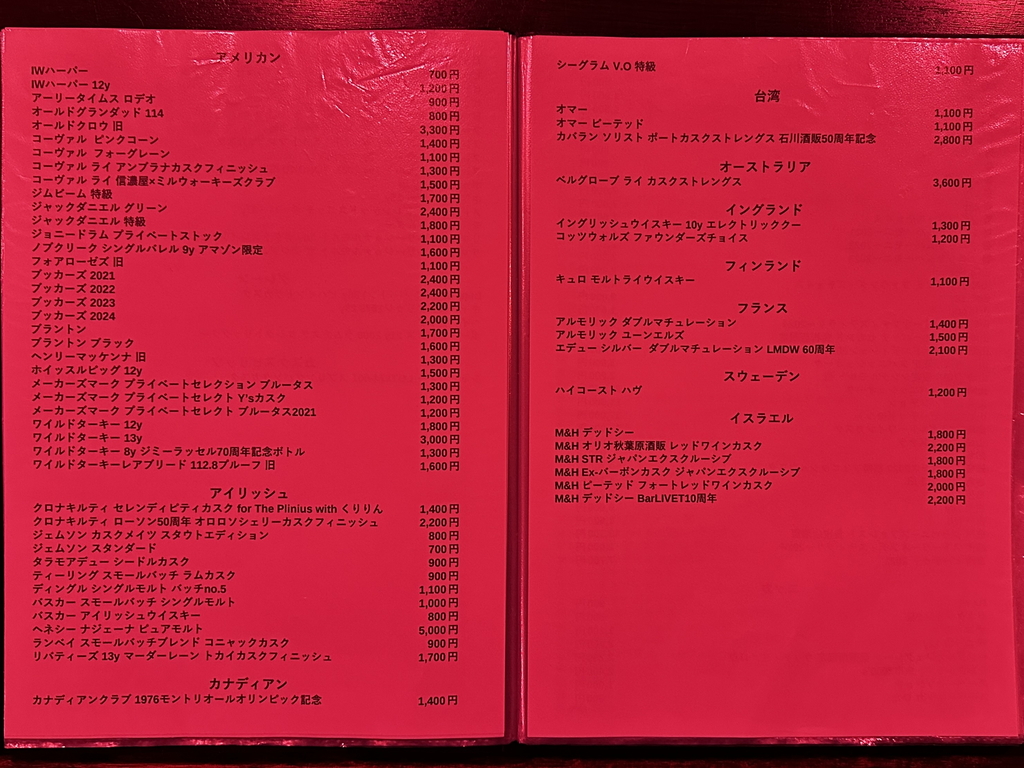 アメリカン
IWハーパー 700円
IWハーパー 12y 1,200円
アーリータイムス ロデオ 900円
オールドグランダッド 114 800円
オールドクロウ 旧 3,300円
コーヴァル ピンクコーン 1,400円
コーヴァル フォーグレーン 1,100円
コーヴァル ライ アンブラナカスクフィニッシュ 1,300円
コーヴァル ライ 信濃屋×ミルウォーキーズクラブ 1,500円
ジムビーム 特級 1,700円
ジャックダニエル グリーン 2,400円
ジャックダニエル 特級 1,800円
ジョニードラム プライベートストック 1,100円
ノブクリーク シングルバレル 9y アマゾン限定 1,600円
フォアローゼズ 旧 1,100円
ブッカーズ 2021 2,400円
ブッカーズ 2022 2,400円
ブッカーズ 2023 2,200円
ブッカーズ 2024 2,000円
ブラントン 1,700円
ブラントン ブラック 1,600円
ヘンリーマッケンナ 旧 1,300円
ホイッスルピッグ 12y 1,500円
メーカーズマーク プライベートセレクション ブルータス 1,300円
メーカーズマーク プライベートセレクト Y'sカスク 1,200円
メーカーズマーク プライベートセレクト ブルータス2021 1,200円
ワイルドターキー 12y 1,800円
ワイルドターキー 13y 3,000円
ワイルドターキー 8y ジミーラッセル70周年記念ボトル 1,300円
ワイルドターキーレアブリード 112.8プルーフ 旧 1,600円
アイリッシュ
クロナキルティ セレンディピティカスク for The Plinius with くりりん 1,400円
クロナキルティ ローソン50周年 オロロソシェリーカスクフィニッシュ 2,200円
ジェムソン カスクメイツ スタウトエディション 800円
ジェムソン スタンダード 700円
タラモアデュー シードルカスク 900円
ティーリング スモールバッチ ラムカスク 900円
ディングル シングルモルト バッチno.5 1,100円
バスカー スモールバッチ シングルモルト 1,000円
バスカー アイリッシュウイスキー 800円
ヘネシー ナジェーナ ピュアモルト 5,000円
ランベイ スモールバッチブレンド コニャックカスク 900円
リバティーズ 13y マーダーレーン トカイカスクフィニッシュ 1,700円
カナディアン
カナディアンクラブ 1976モントリオールオリンピック記念 1,400円
シーグラム V.O 特級 1,100円
台湾
オマー 1,100円
オマー ピーテッド 1,100円
カバラン ソリスト ポートカスクストレングス 石川酒販50周年記念 2,800円
オーストラリア
ベルグローブ ライ カスクストレングス 3,600円
イングランド
イングリッシュウイスキー 10y エレクトリッククー 1,300円
コッツウォルズ ファウンダーズチョイス 1,200円
フィンランド
キュロ モルトライウイスキー 1,100円
フランス
アルモリック ダブルマチュレーション 1,400円
アルモリック ユーンエルズ 1,500円
エデュー シルバー ダブルマチュレーション LMDW 60周年 2,100円
スウェーデン
ハイコースト ハヴ 1,200円
イスラエル
M&H デッドシー 1,800円
M&H オリオ秋葉原酒販 レッドワインカスク 2,200円
M&H STR ジャパンエクスクルーシブ 1,800円
M&H Ex-バーボンカスク ジャパンエクスクルーシブ 1,800円
M&H ピーテッド フォートレッドワインカスク 2,000円
M&H デッドシー BarLIVET10周年 2,200円